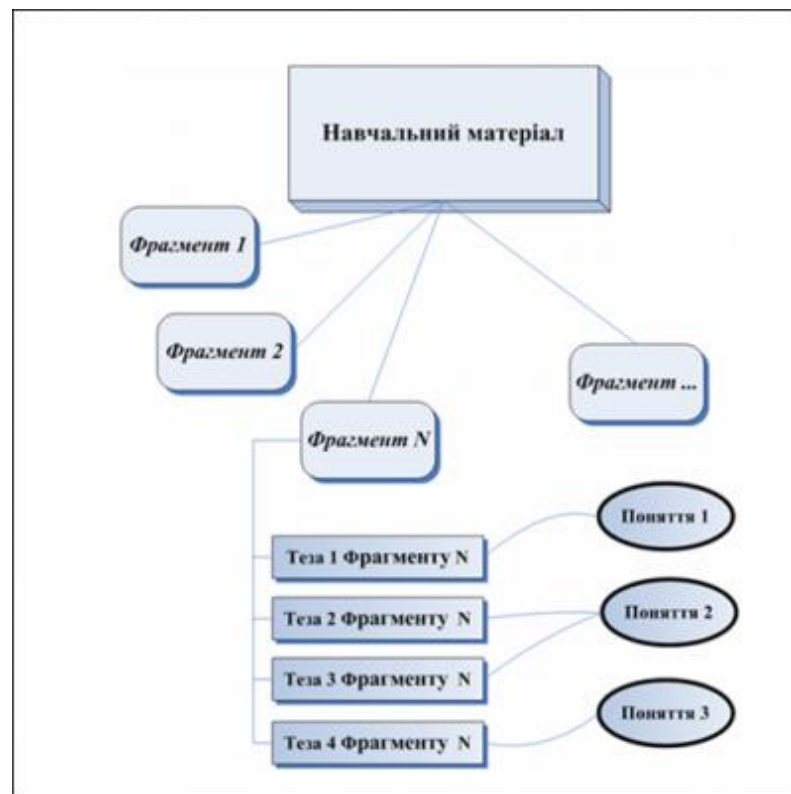 Навчальний матеріал
Фрагмент 1
Фрагмент 2
Фрагмент ...
Фрагмент N
Поняття 1
Теза 1 Фрагменту N
Теза 2 Фрагменту N
Поняття 2
Теза 3 Фрагменту N
Поняття 3
Теза 4 Фрагменту N